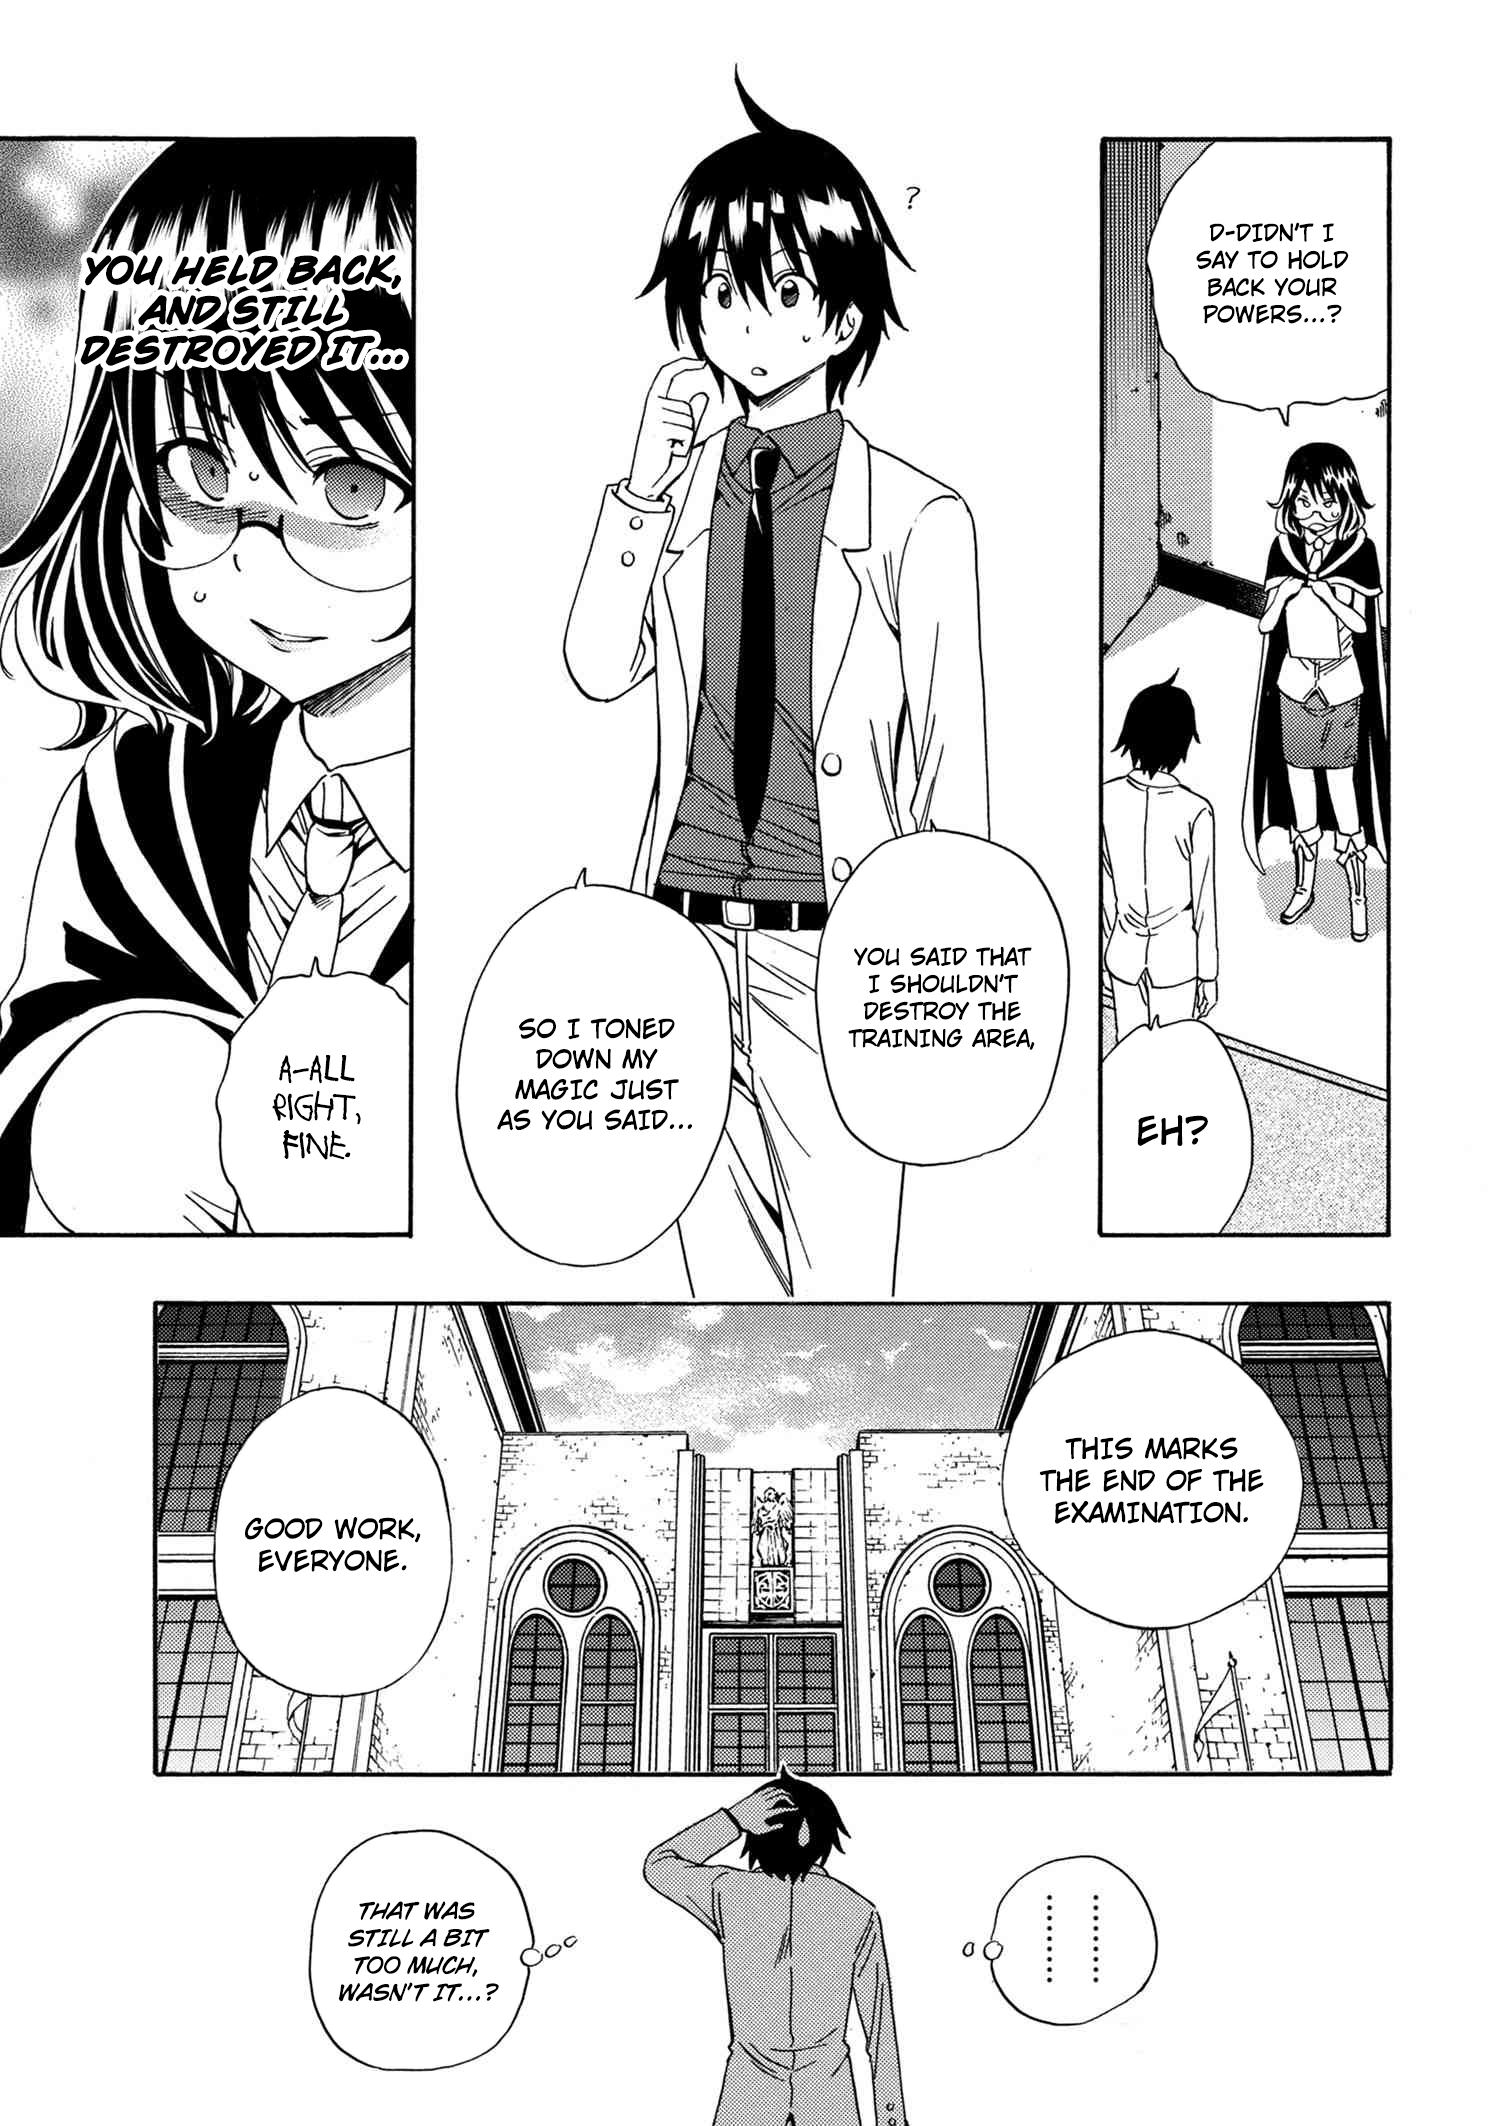 D-DIDN'T I
SAY TO HOLD
BACK YOUR
POWERS...?
EH?
?
YOU SAID THAT
I SHOULDN'T
DESTROY THE
TRAINING AREA,
SO I TONED
DOWN MY
MAGIC JUST
AS YOU SAID...
YOU HELD BACK,
AND STILL
DESTROYED IT...
A-ALL
RIGHT,
FINE.
THIS MARKS
THE END OF THE
EXAMINATION.
GOOD WORK,
EVERYONE.
.........
.........
THAT WAS
STILL A BIT
TOO MUCH,
WASN'T IT...?